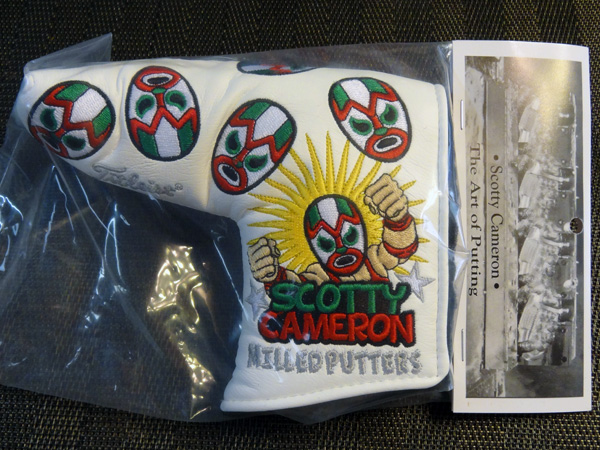 Titleist
SCOTTY
CAMERON
MILLED PUTTERS
• Scotty Cameron •
The Art of Putting